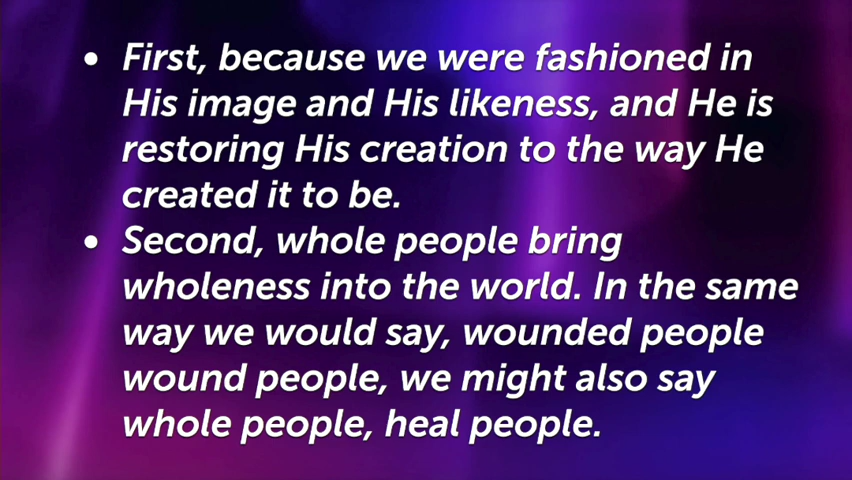 • First, because we were fashioned in
His image and His likeness, and He is
restoring His creation to the way He
created it to be.
• Second, whole people bring
wholeness into the world. In the same
way we would say, wounded people
wound people, we might also say
whole people, heal people.